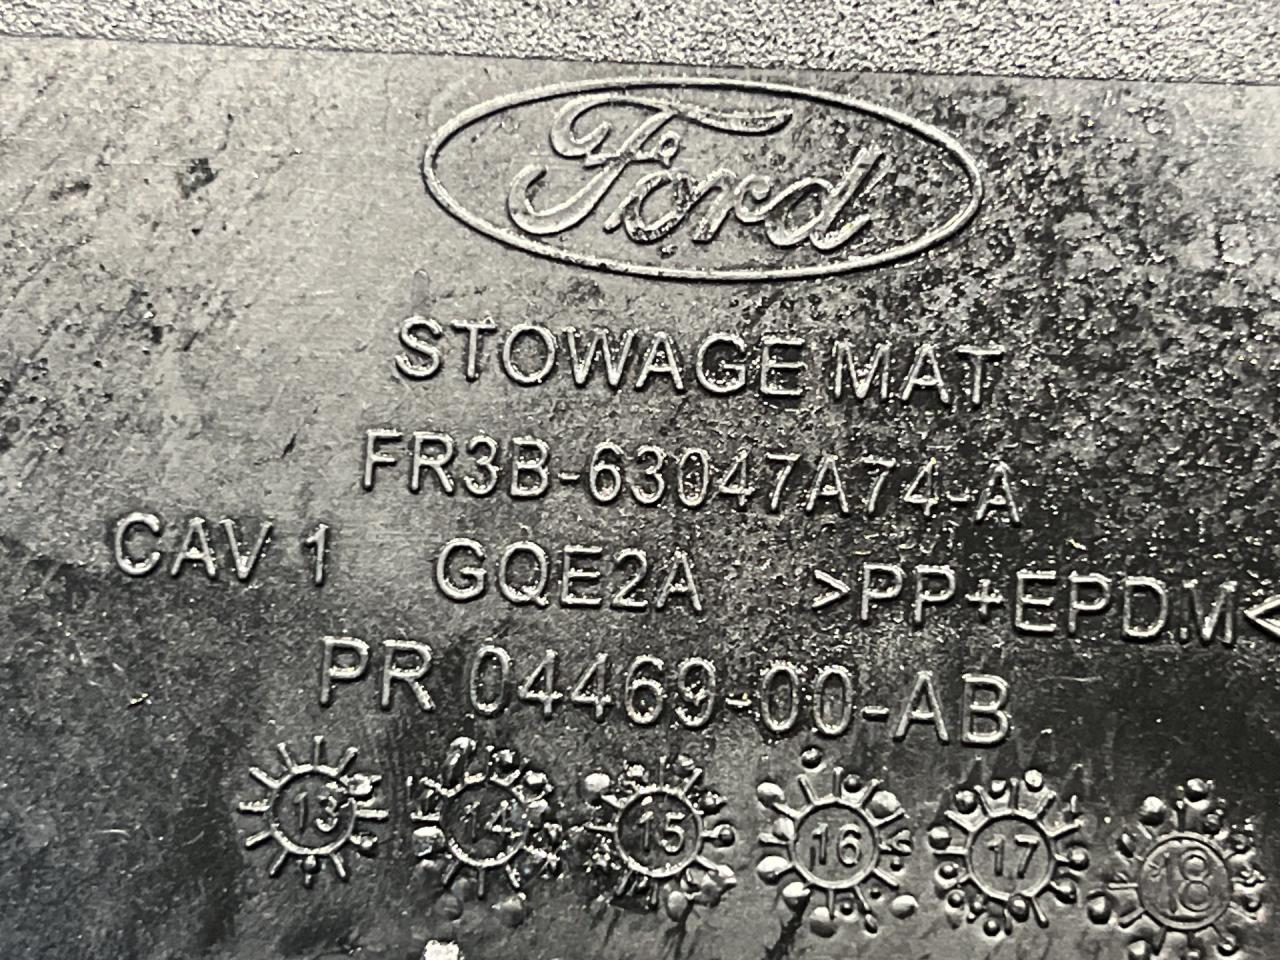 Ford
STOWAGE MAT
FR3B-63047A74-A
CAV 1 GQE2A >PP+EPDM<
PR 04469-00-AB
13 14 15 16 17 18